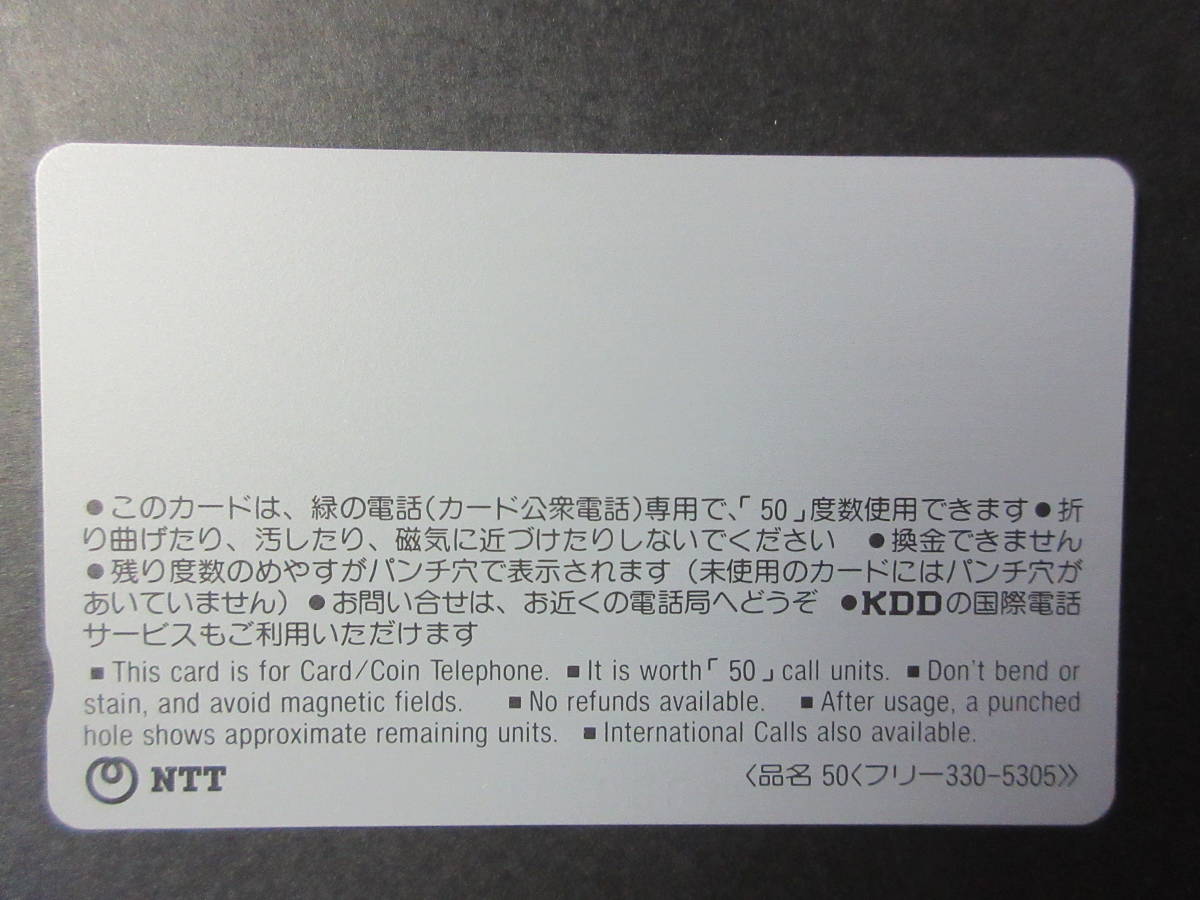 ●このカードは、緑の電話(カード公衆電話)専用で、「50」度数使用できます●折
り曲げたり、汚したり、磁気に近づけたりしないでください ●換金できません
●残り度数のめやすがパンチ穴で表示されます(未使用のカードにはパンチ穴が
あいていません)●お問い合せは、お近くの電話局へどうぞ ●KDDの国際電話
サービスもご利用いただけます
■This card is for Card/Coin Telephone. ■It is worth「50」call units. ■Don't bend or
stain, and avoid magnetic fields. ■No refunds available. ■After usage, a punched
hole shows approximate remaining units. ■International Calls also available.
NTT 〈品名 50〈フリー330-5305〉〉